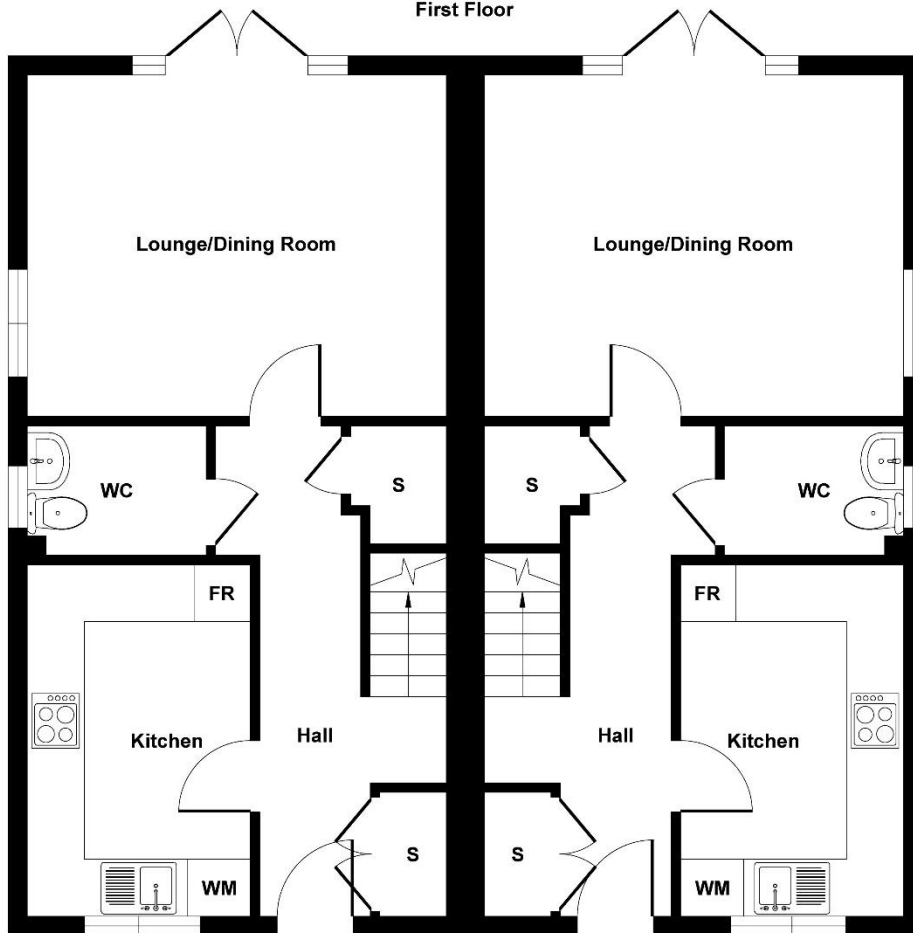 First Floor
Lounge/Dining Room
Lounge/Dining Room
WC
S
S
WC
FR
FR
Kitchen
Hall
Hall
Kitchen
S
S
WM
WM